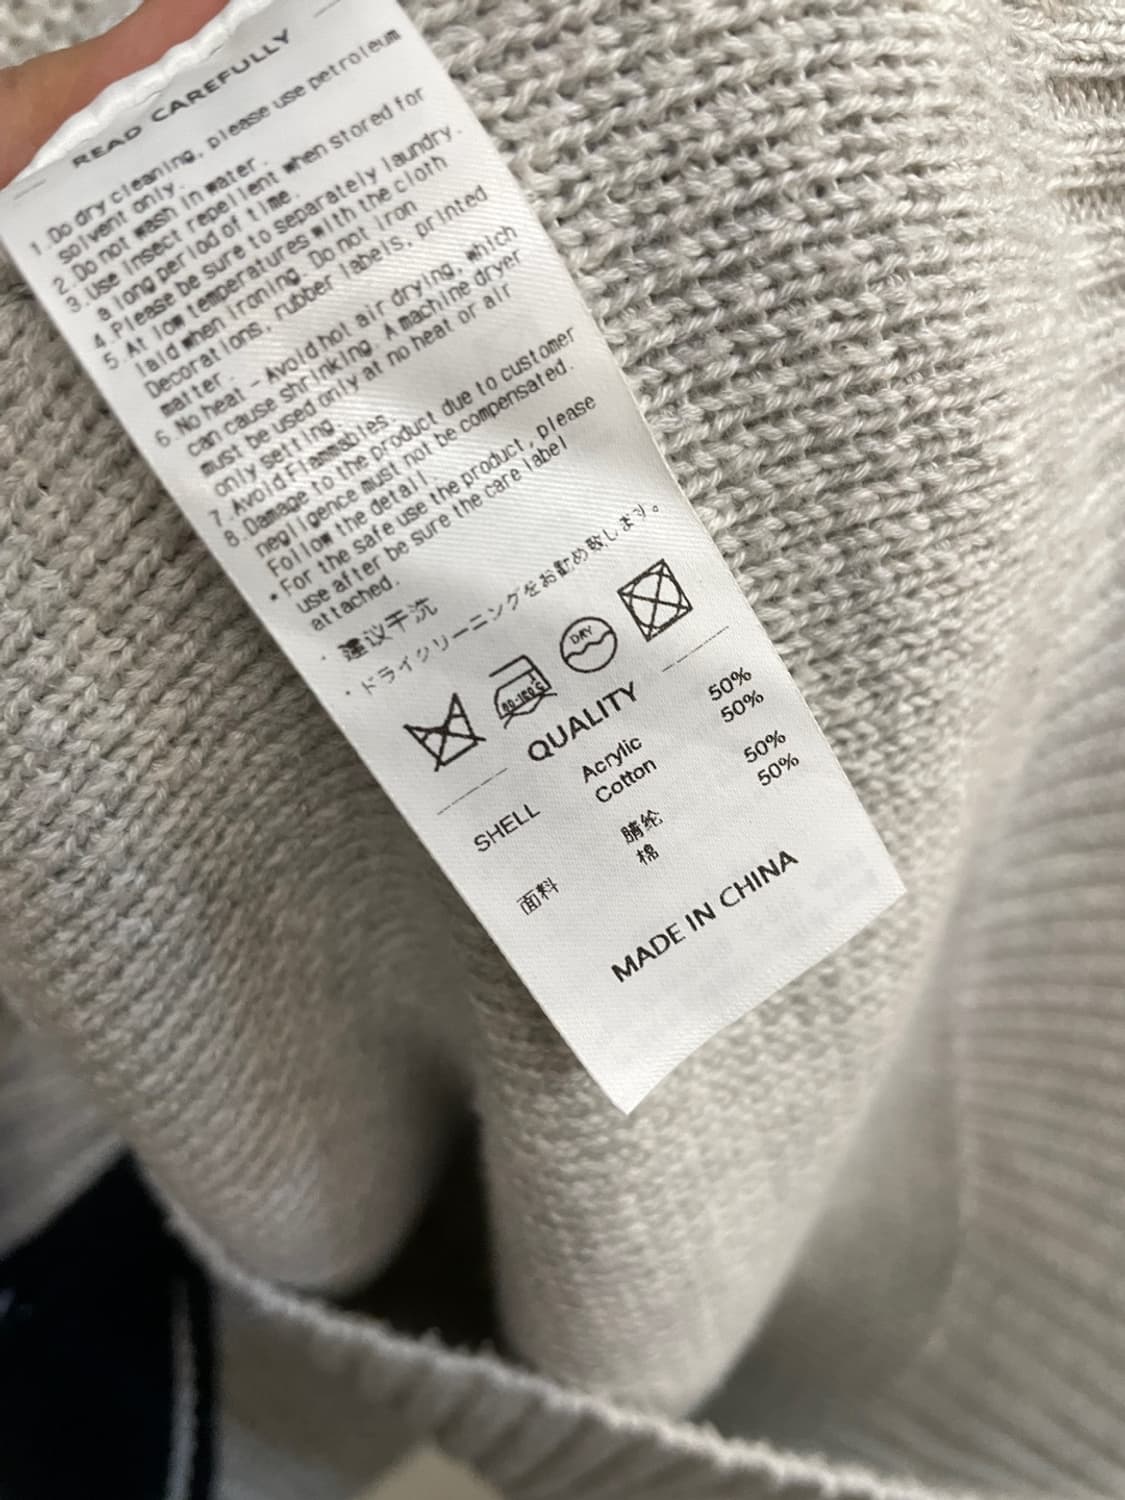 READ CAREFULLY
1.Do dry cleaning, please use petroleum
solvent only.
2.Do not wash in water.
3.Use insect repellent when stored for
a long period of time.
4.Please be sure to separately laundry.
5.At low temperatures with the cloth
laid when ironing. Do not iron
Decorations, rubber labels, printed
matter.
6.No heat - Avoid hot air drying, which
can cause shrinking. A machine dryer
must be used only at no heat or air
only setting.
7.Avoid Flammables.
8.Damage to the product due to customer
negligence must not be compensated.
Follow the detail.
• For the safe use the product, please
use after be sure the care label
attached.
· 建议干洗
· ドライクリーニングをお勧め致します。
80-120°C DRY
QUALITY
SHELL Acrylic 50%
Cotton 50%
面料 腈纶 50%
棉 50%
MADE IN CHINA